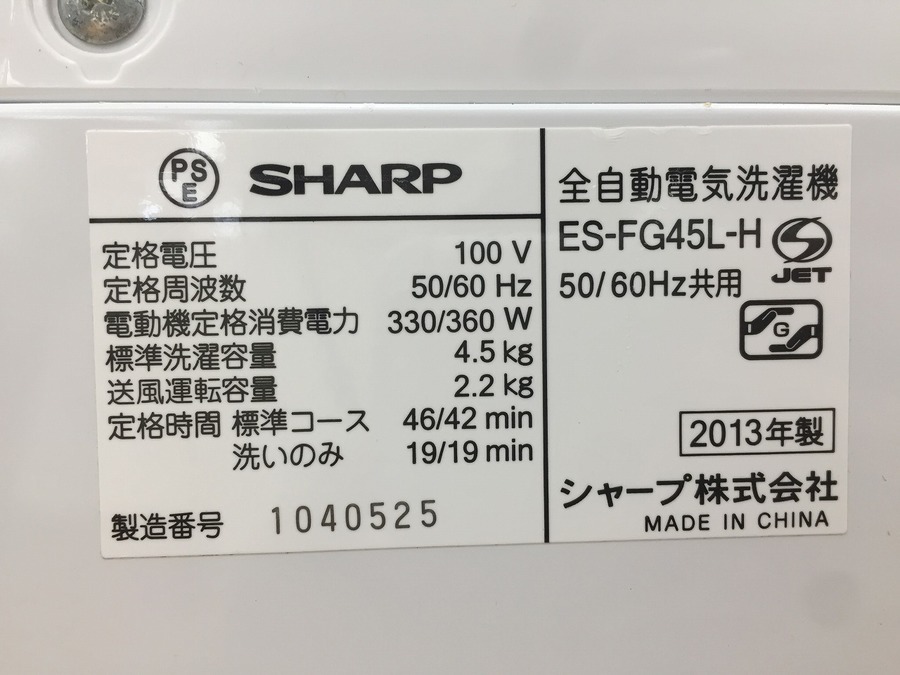 PS
E
SHARP
定格電圧 100 V
定格周波数 50/60 Hz
電動機定格消費電力 330/360 W
標準洗濯容量 4.5 kg
送風運転容量 2.2 kg
定格時間 標準コース 46/42 min
洗いのみ 19/19 min
製造番号 1040525
全自動電気洗濯機
ES-FG45L-H
JET
50/60Hz共用
G
2013年製
シャープ株式会社
MADE IN CHINA